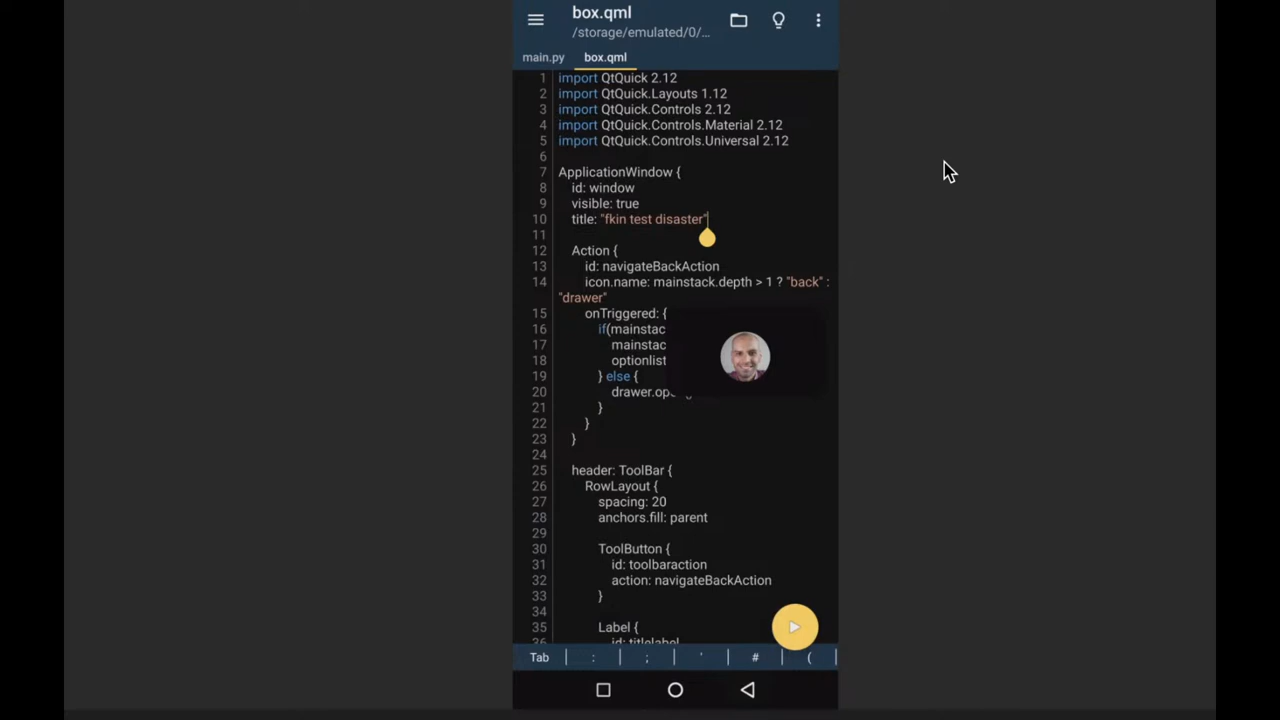 box.qml
/storage/emulated/0/...
main.py box.qml
1 import QtQuick 2.12
2 import QtQuick.Layouts 1.12
3 import QtQuick.Controls 2.12
4 import QtQuick.Controls.Material 2.12
5 import QtQuick.Controls.Universal 2.12
6
7 ApplicationWindow {
8 id: window
9 visible: true
10 title: "fkin test disaster"
11
12 Action {
13 id: navigateBackAction
14 icon.name: mainstack.depth > 1 ? "back" :
"drawer"
15 onTriggered: {
16 if(mainstac
17 mainstac
18 optionlist
19 } else {
20 drawer.op
21 }
22 }
23 }
24
25 header: ToolBar {
26 RowLayout {
27 spacing: 20
28 anchors.fill: parent
29
30 ToolButton {
31 id: toolbaraction
32 action: navigateBackAction
33 }
34
35 Label {
36 id: titlelabel
Tab : ; ' # (